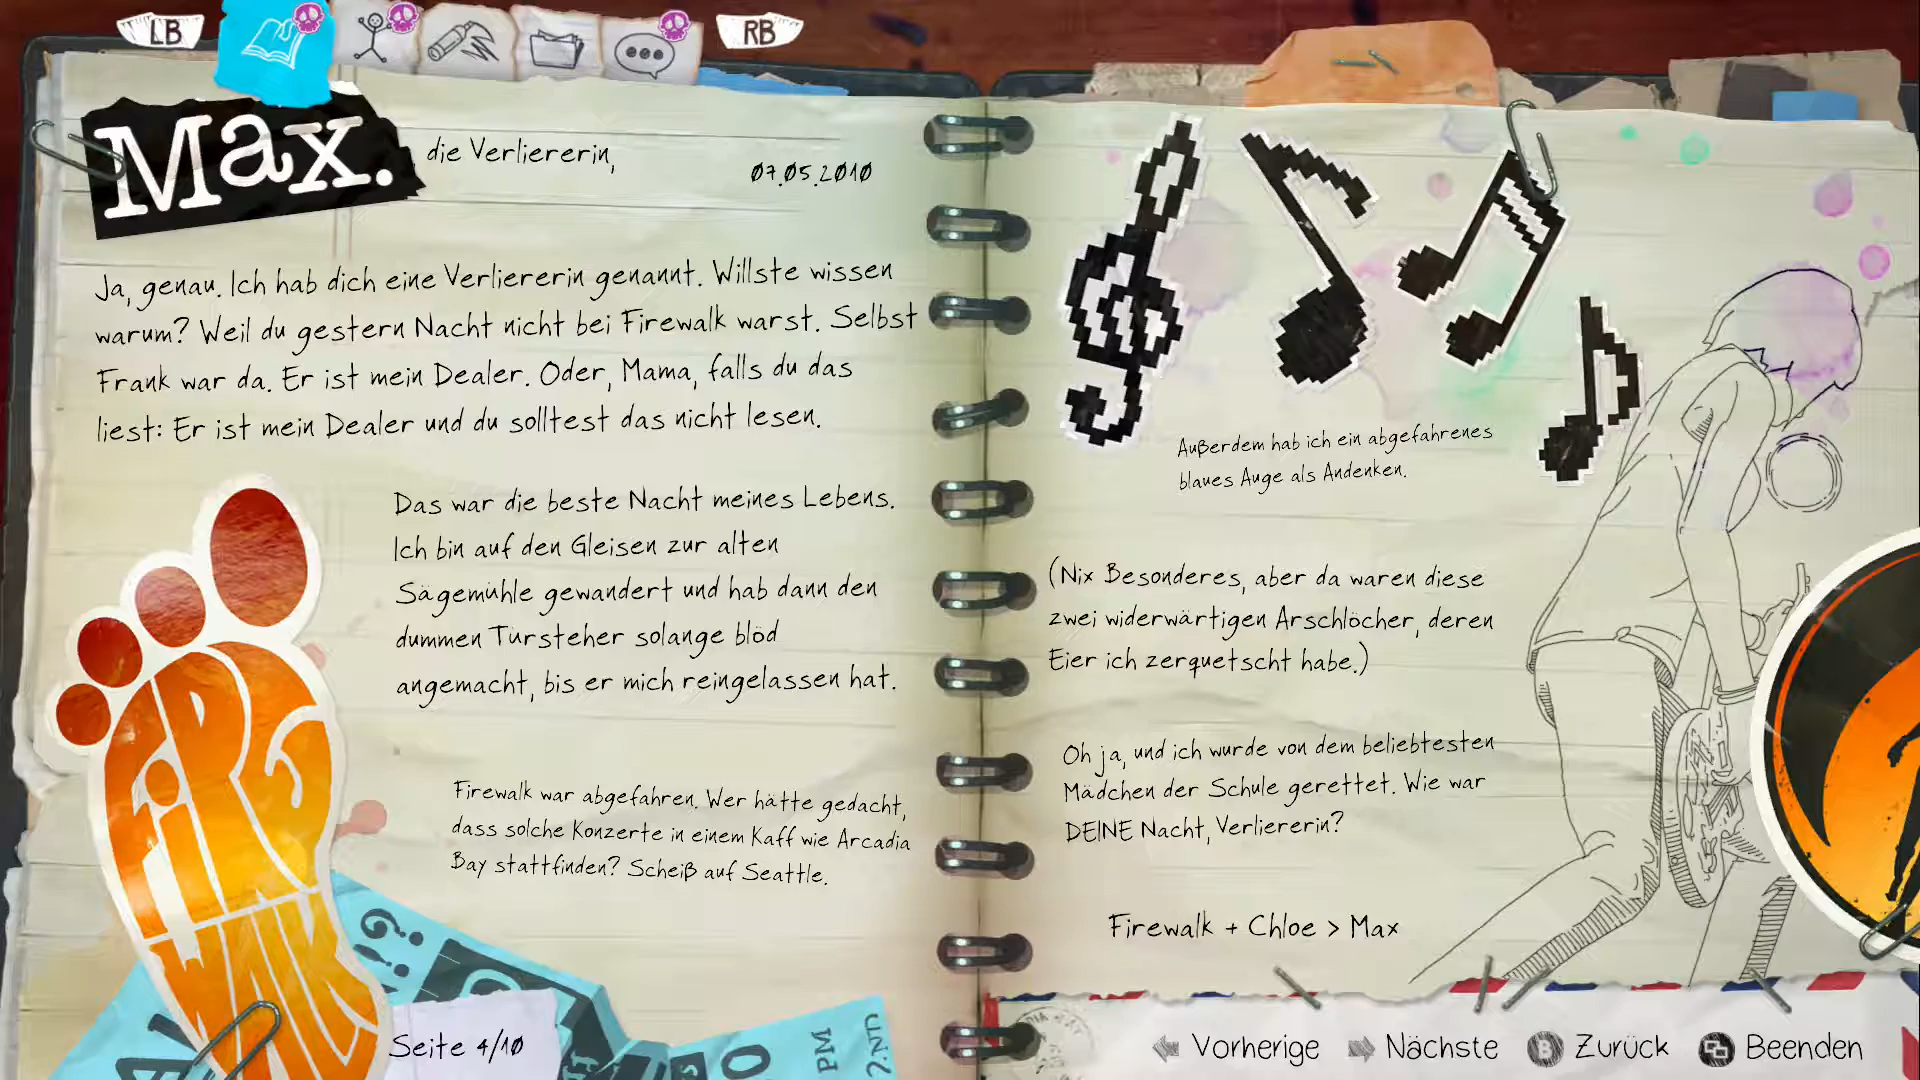 LB
RB
Max.
, die Verliererin,
07.05.2010
Ja, genau. Ich hab dich eine Verliererin genannt. Willste wissen
warum? Weil du gestern Nacht nicht bei Firewalk warst. Selbst
Frank war da. Er ist mein Dealer. Oder, Mama, falls du das
liest: Er ist mein Dealer und du solltest das nicht lesen.
Das war die beste Nacht meines Lebens.
Ich bin auf den Gleisen zur alten
Sägemühle gewandert und hab dann den
dummen Türsteher solange blöd
angemacht, bis er mich reingelassen hat.
FIRE
WALK
Firewalk war abgefahren. Wer hätte gedacht,
dass solche Konzerte in einem Kaff wie Arcadia
Bay stattfinden? Scheiß auf Seattle.
PM
Seite 4/10
Außerdem hab ich ein abgefahrenes
blaues Auge als Andenken.
(Nix Besonderes, aber da waren diese
zwei widerwärtigen Arschlöcher, deren
Eier ich zerquetscht habe.)
Oh ja, und ich wurde von dem beliebtesten
Mädchen der Schule gerettet. Wie war
DEINE Nacht, Verliererin?
Firewalk + Chloe > Max
Vorherige
Nächste
B Zurück
Beenden